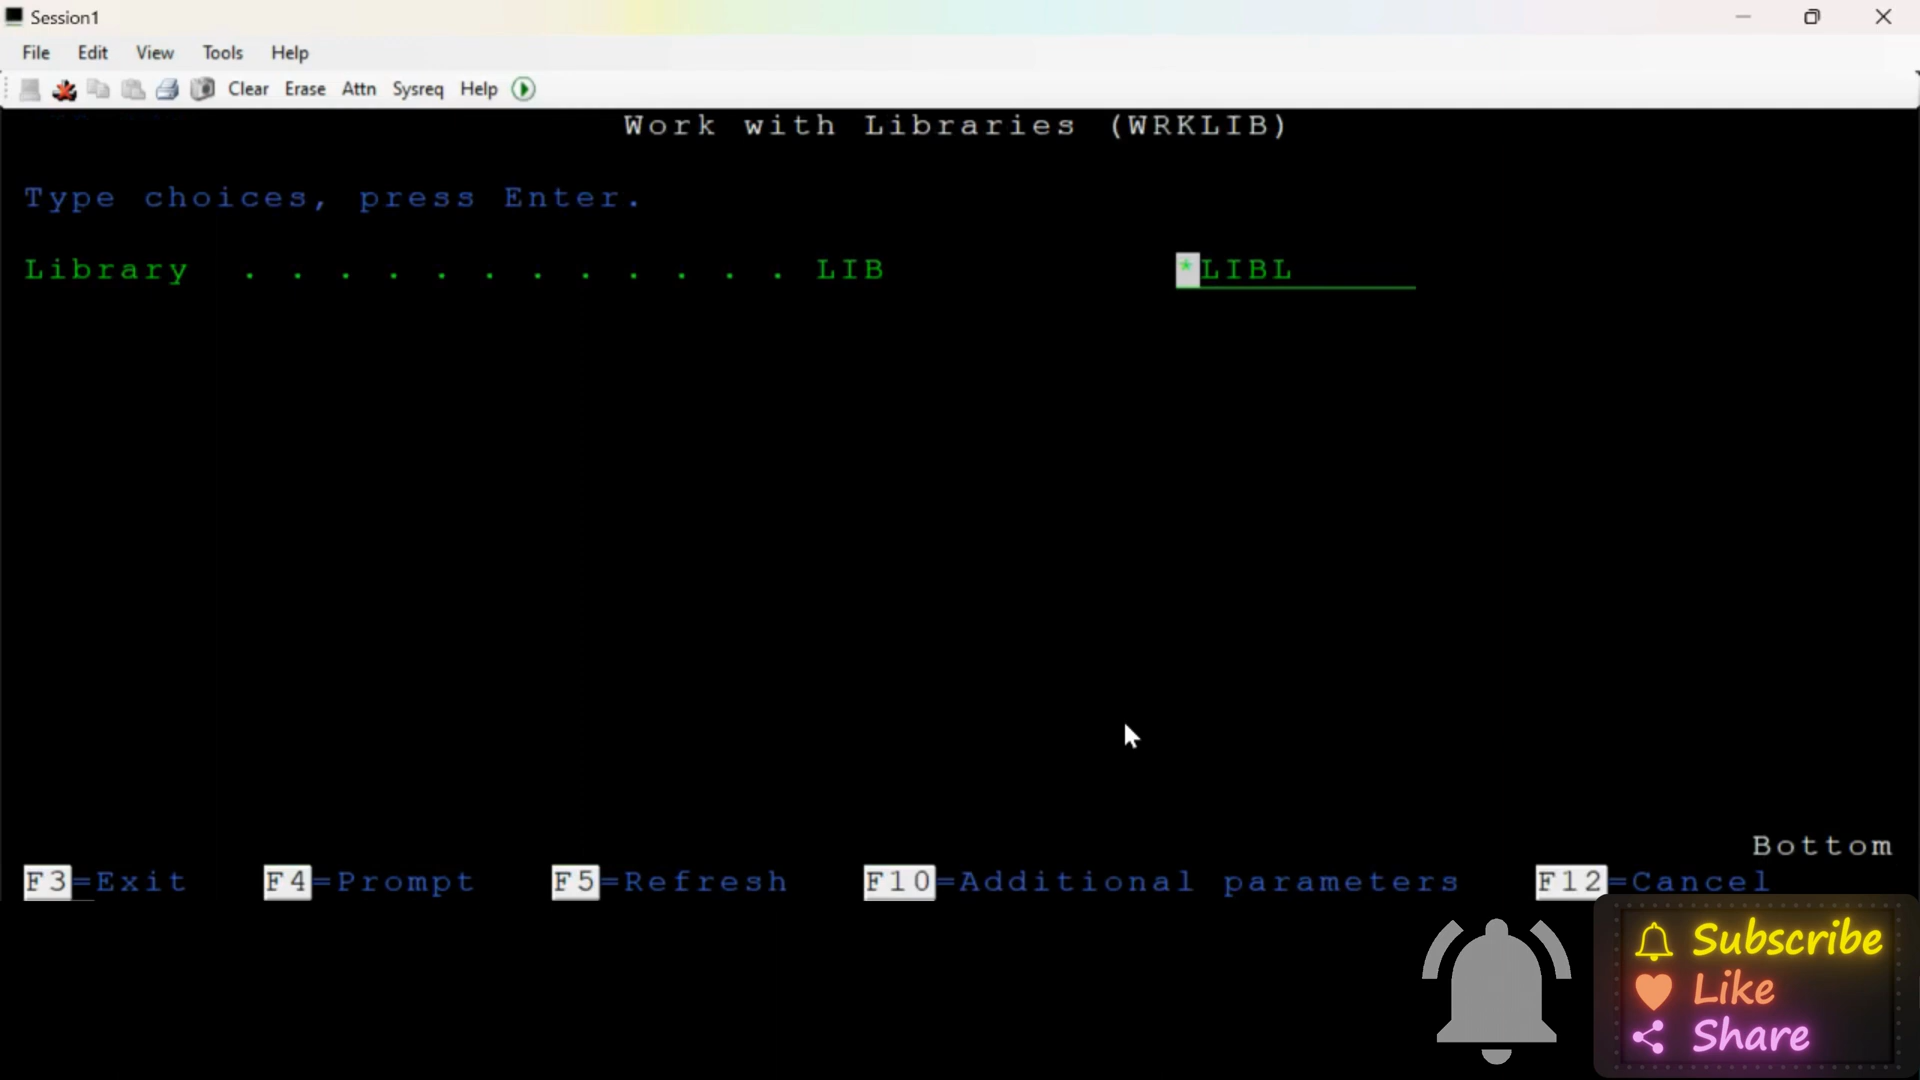 Session1
File Edit View Tools Help
Clear Erase Attn Sysreq Help
Work with Libraries (WRKLIB)
Type choices, press Enter.
Library . . . . . . . . . . . . LIB *LIBL
Bottom
F3=Exit F4=Prompt F5=Refresh F10=Additional parameters F12=Cancel
Subscribe
Like
Share